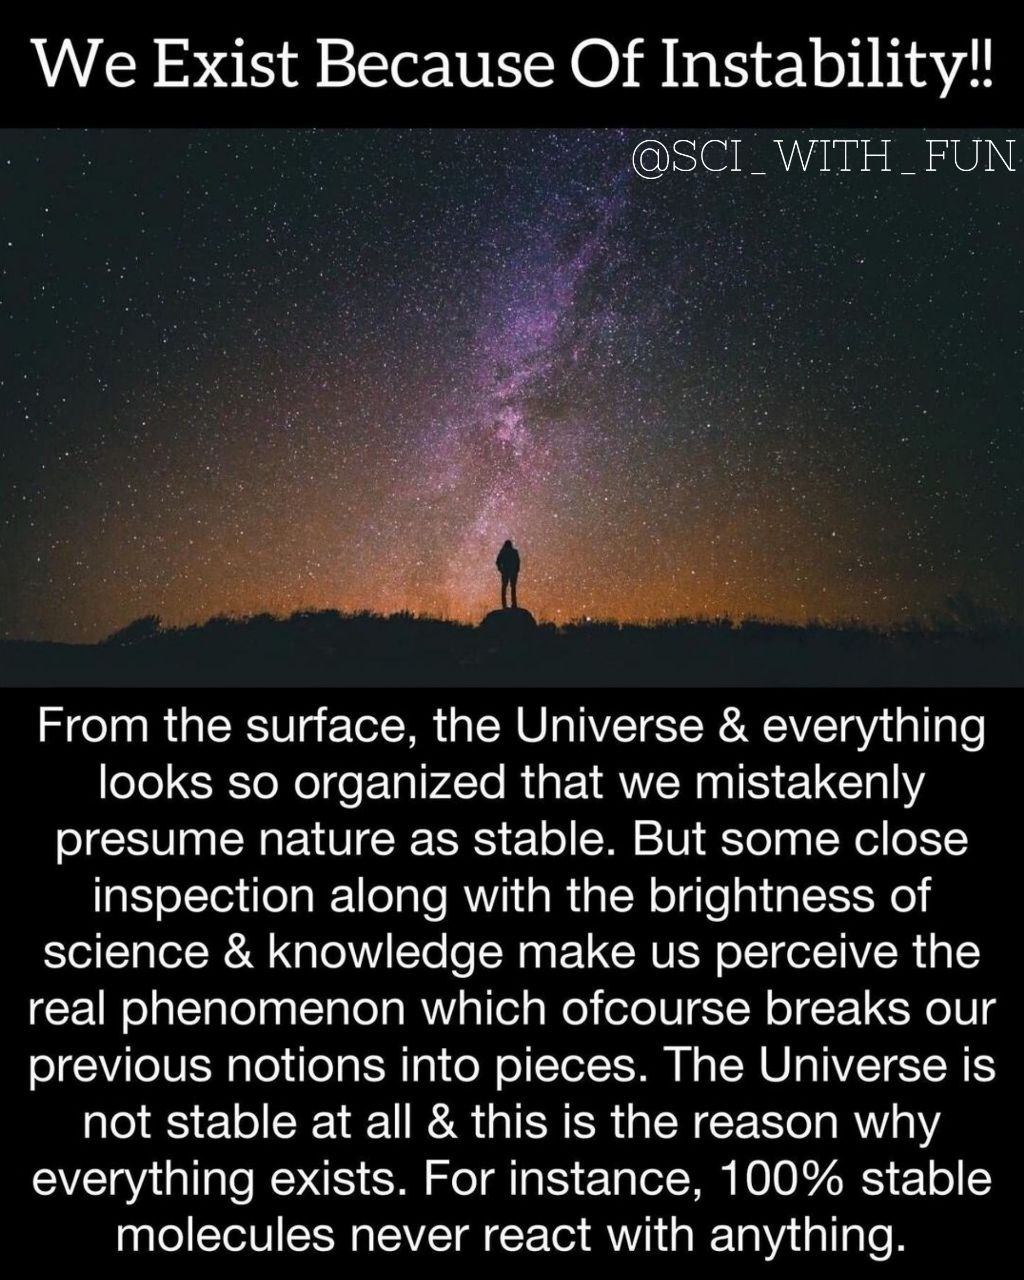 We Exist Because Of Instability!!
@SCI_WITH_FUN
From the surface, the Universe & everything
looks so organized that we mistakenly
presume nature as stable. But some close
inspection along with the brightness of
science & knowledge make us perceive the
real phenomenon which ofcourse breaks our
previous notions into pieces. The Universe is
not stable at all & this is the reason why
everything exists. For instance, 100% stable
molecules never react with anything.